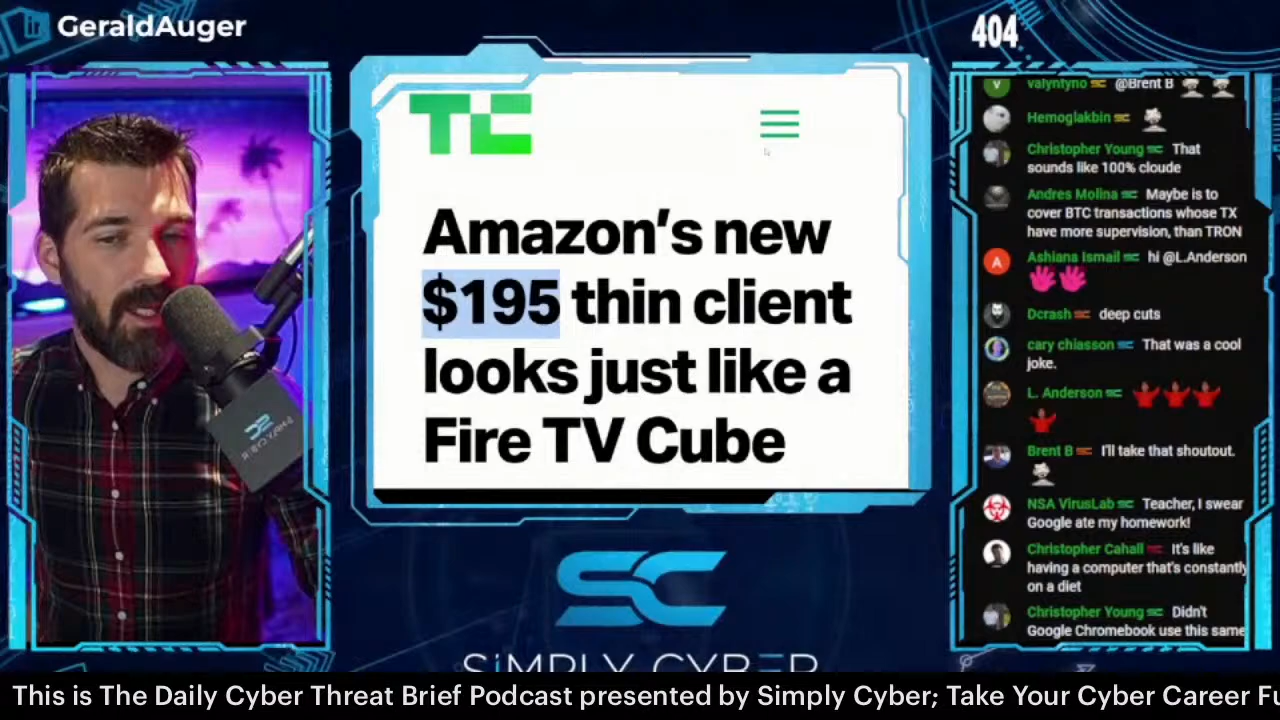 in GeraldAuger
404
TC
Amazon's new
$195 thin client
looks just like a
Fire TV Cube
valyntyno @Brent B
Hemoglakbin
Christopher Young That
sounds like 100% cloude
Andres Molina Maybe is to
cover BTC transactions whose TX
have more supervision, than TRON
Ashiana Ismail hi @L.Anderson
Dcrash deep cuts
cary chiasson That was a cool
joke.
L. Anderson
Brent B I'll take that shoutout.
NSA VirusLab Teacher, I swear
Google ate my homework!
Christopher Cahall It's like
having a computer that's constantly
on a diet
Christopher Young Didn't
Google Chromebook use this same
SC
SIMPLY CYBER
This is The Daily Cyber Threat Brief Podcast presented by Simply Cyber; Take Your Cyber Career Fu